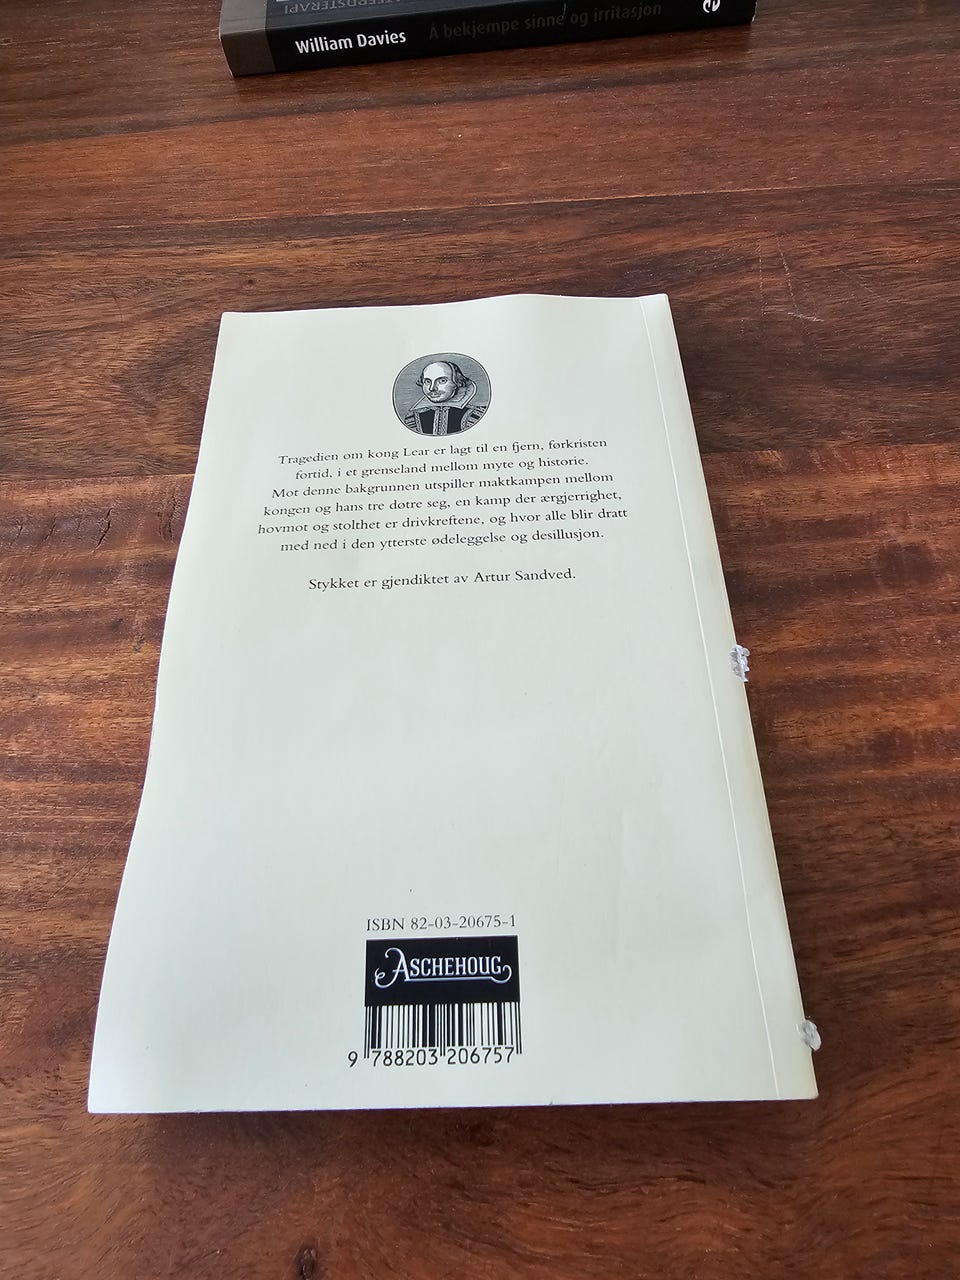 William Davies Å bekjempe sinne og irritasjon
Tragedien om kong Lear er lagt til en fjern, førkristen
fortid, i et grenseland mellom myte og historie.
Mot denne bakgrunnen utspiller maktkampen mellom
kongen og hans tre døtre seg, en kamp der ærgjerrighet,
hovmot og stolthet er drivkreftene, og hvor alle blir dratt
med ned i den ytterste ødeleggelse og desillusjon.
Stykket er gjendiktet av Artur Sandved.
ISBN 82-03-20675-1
ASCHEHOUG
9 788203 206757